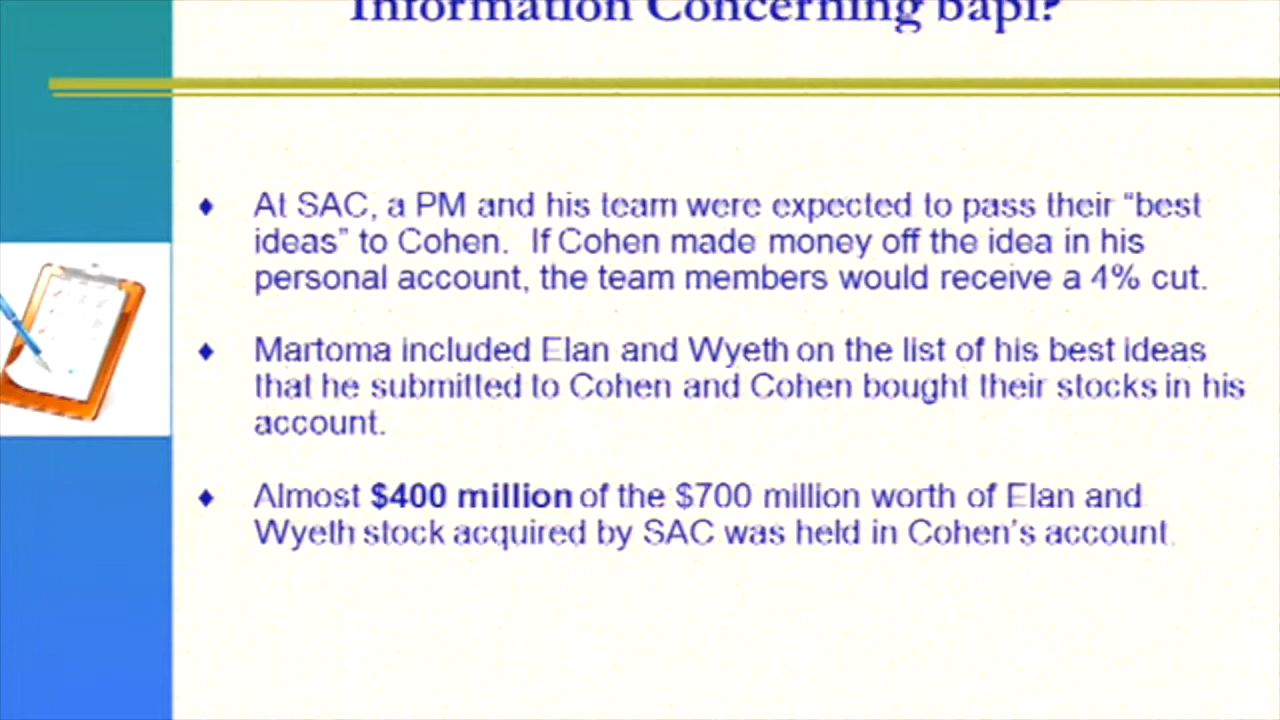 Information Concerning bapi?
At SAC, a PM and his team were expected to pass their “best
ideas” to Cohen. If Cohen made money off the idea in his
personal account, the team members would receive a 4% cut.
Martoma included Elan and Wyeth on the list of his best ideas
that he submitted to Cohen and Cohen bought their stocks in his
account.
Almost $400 million of the $700 million worth of Elan and
Wyeth stock acquired by SAC was held in Cohen’s account.